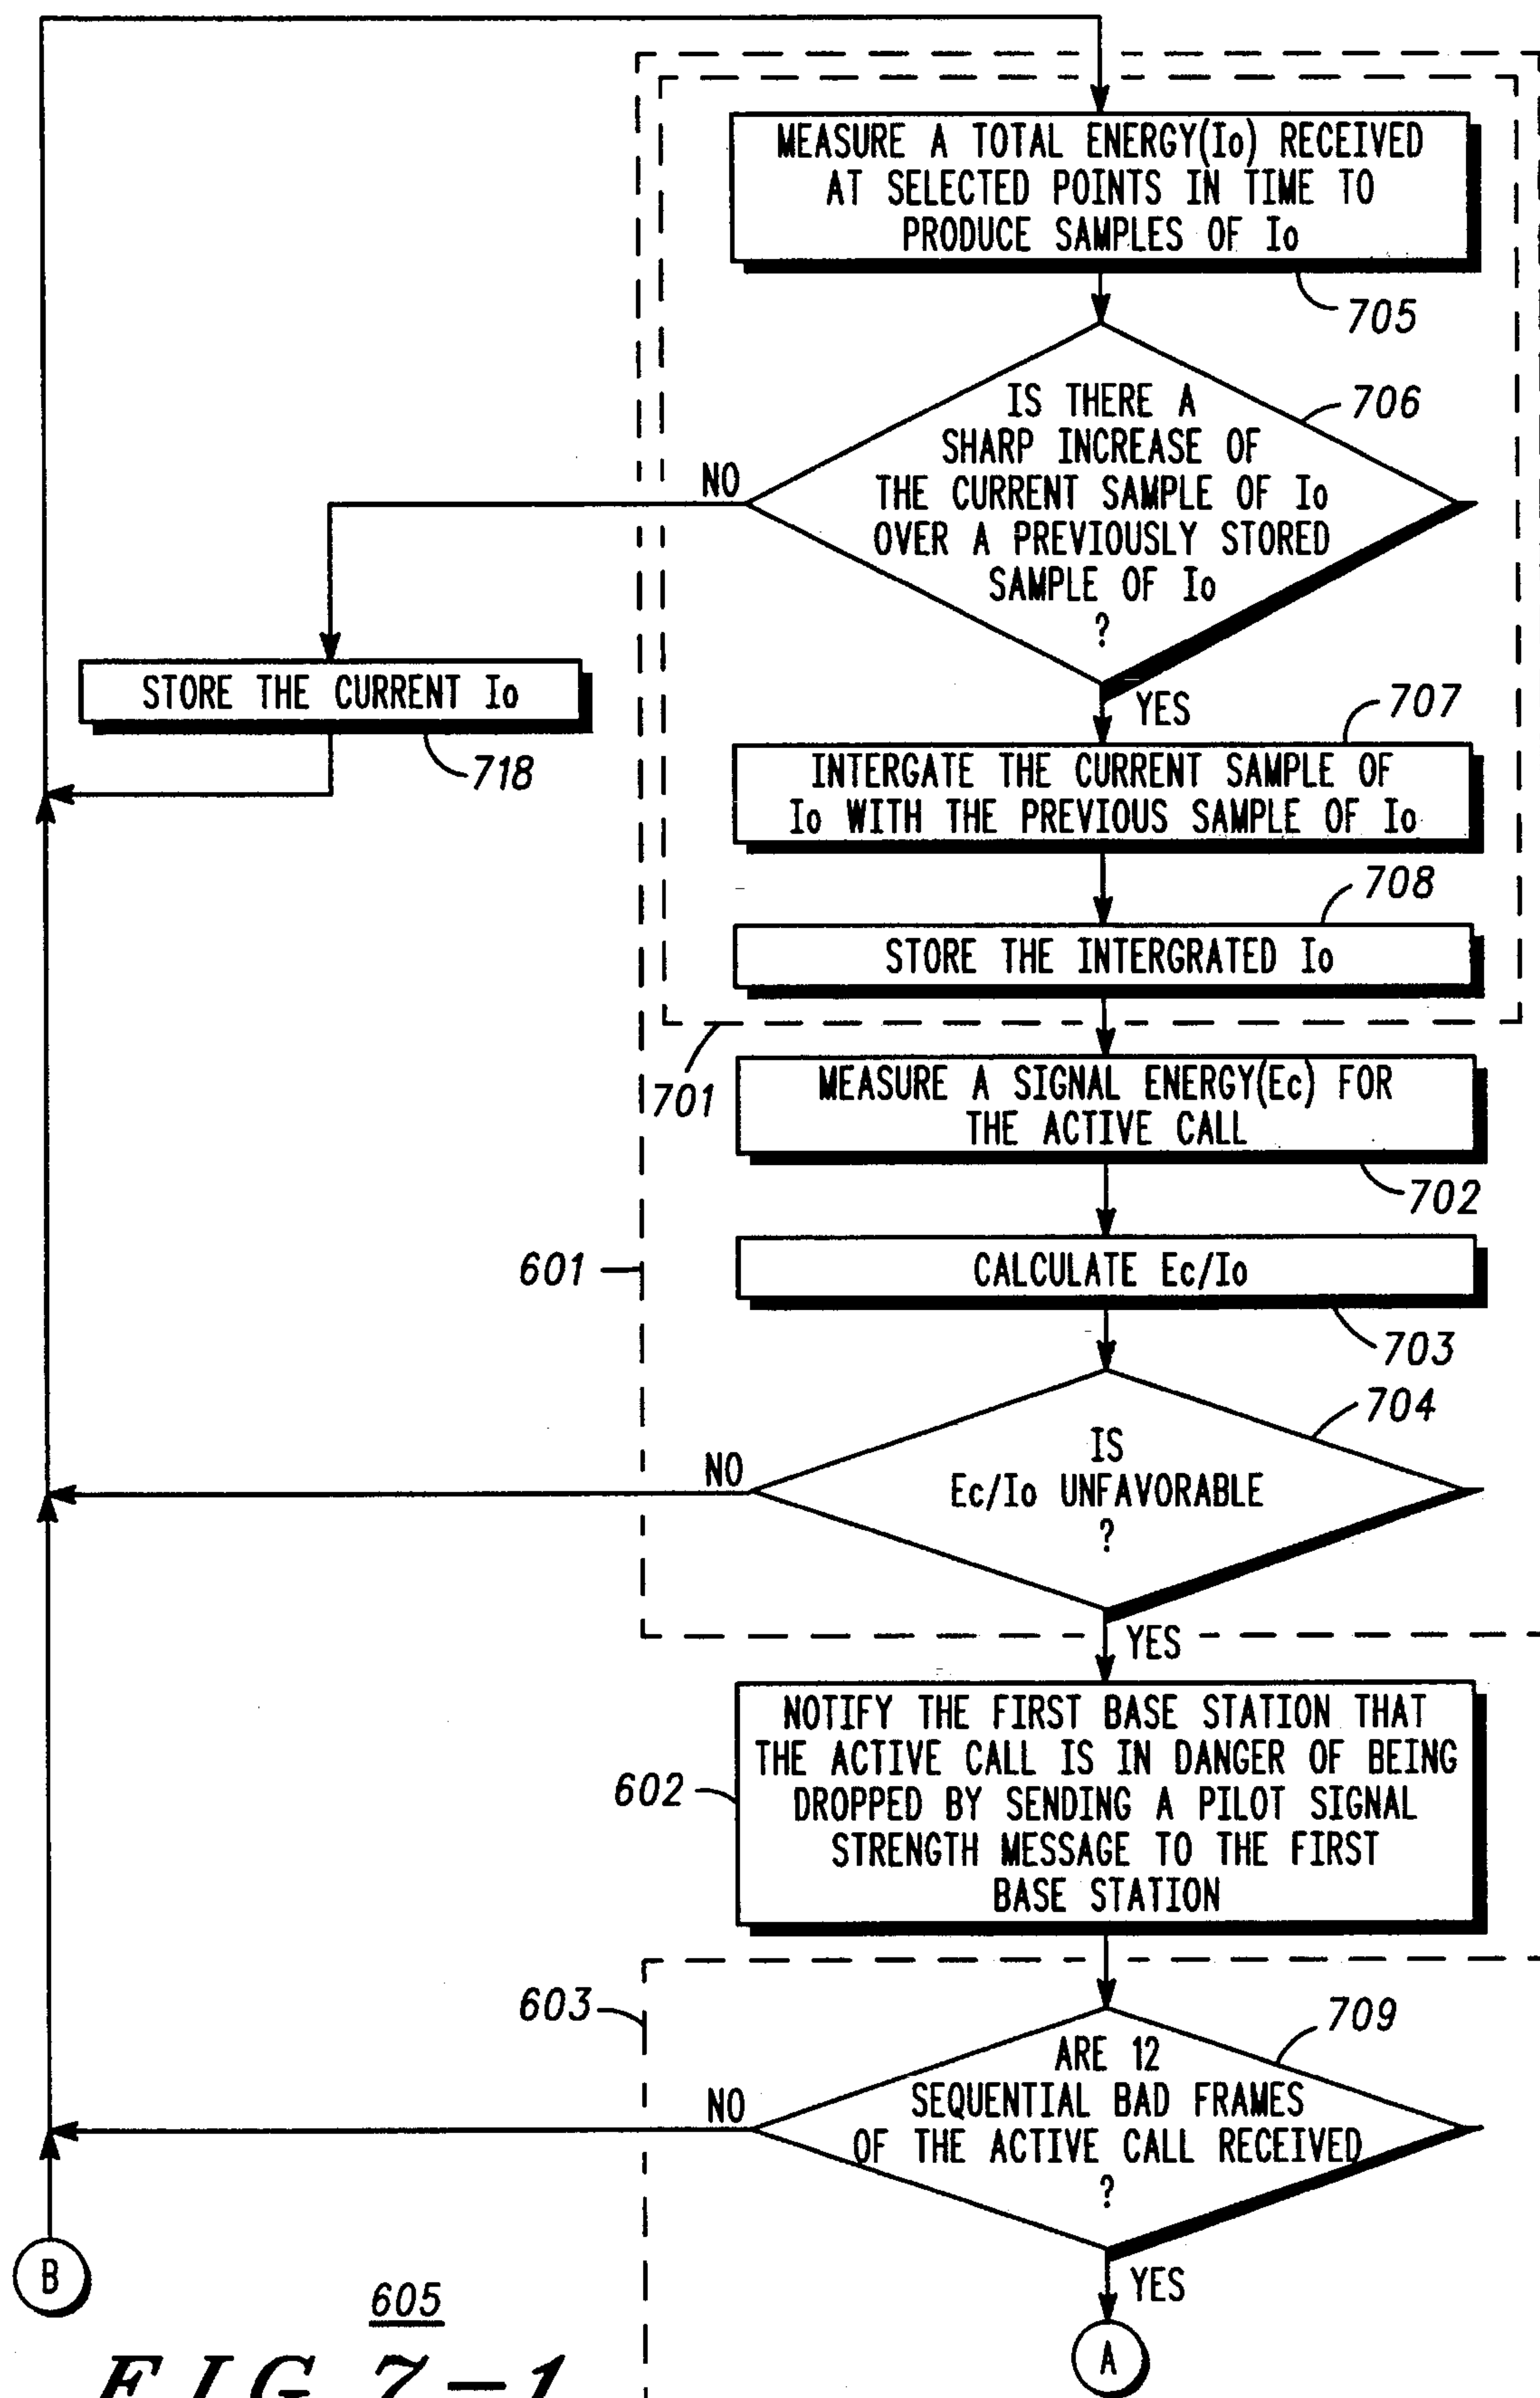 MEASURE A TOTAL ENERGY(Io) RECEIVED
AT SELECTED POINTS IN TIME TO
PRODUCE SAMPLES OF Io
705
IS THERE A
SHARP INCREASE OF
THE CURRENT SAMPLE OF Io
OVER A PREVIOUSLY STORED
SAMPLE OF Io
?
706
NO
YES
STORE THE CURRENT Io
718
707
INTERGATE THE CURRENT SAMPLE OF
Io WITH THE PREVIOUS SAMPLE OF Io
708
STORE THE INTERGRATED Io
701
MEASURE A SIGNAL ENERGY(Ec) FOR
THE ACTIVE CALL
702
601
CALCULATE Ec/Io
703
704
IS
Ec/Io UNFAVORABLE
?
NO
YES
602
NOTIFY THE FIRST BASE STATION THAT
THE ACTIVE CALL IS IN DANGER OF BEING
DROPPED BY SENDING A PILOT SIGNAL
STRENGTH MESSAGE TO THE FIRST
BASE STATION
603
709
ARE 12
SEQUENTIAL BAD FRAMES
OF THE ACTIVE CALL RECEIVED
?
NO
YES
B
A
605
FIG 7-1